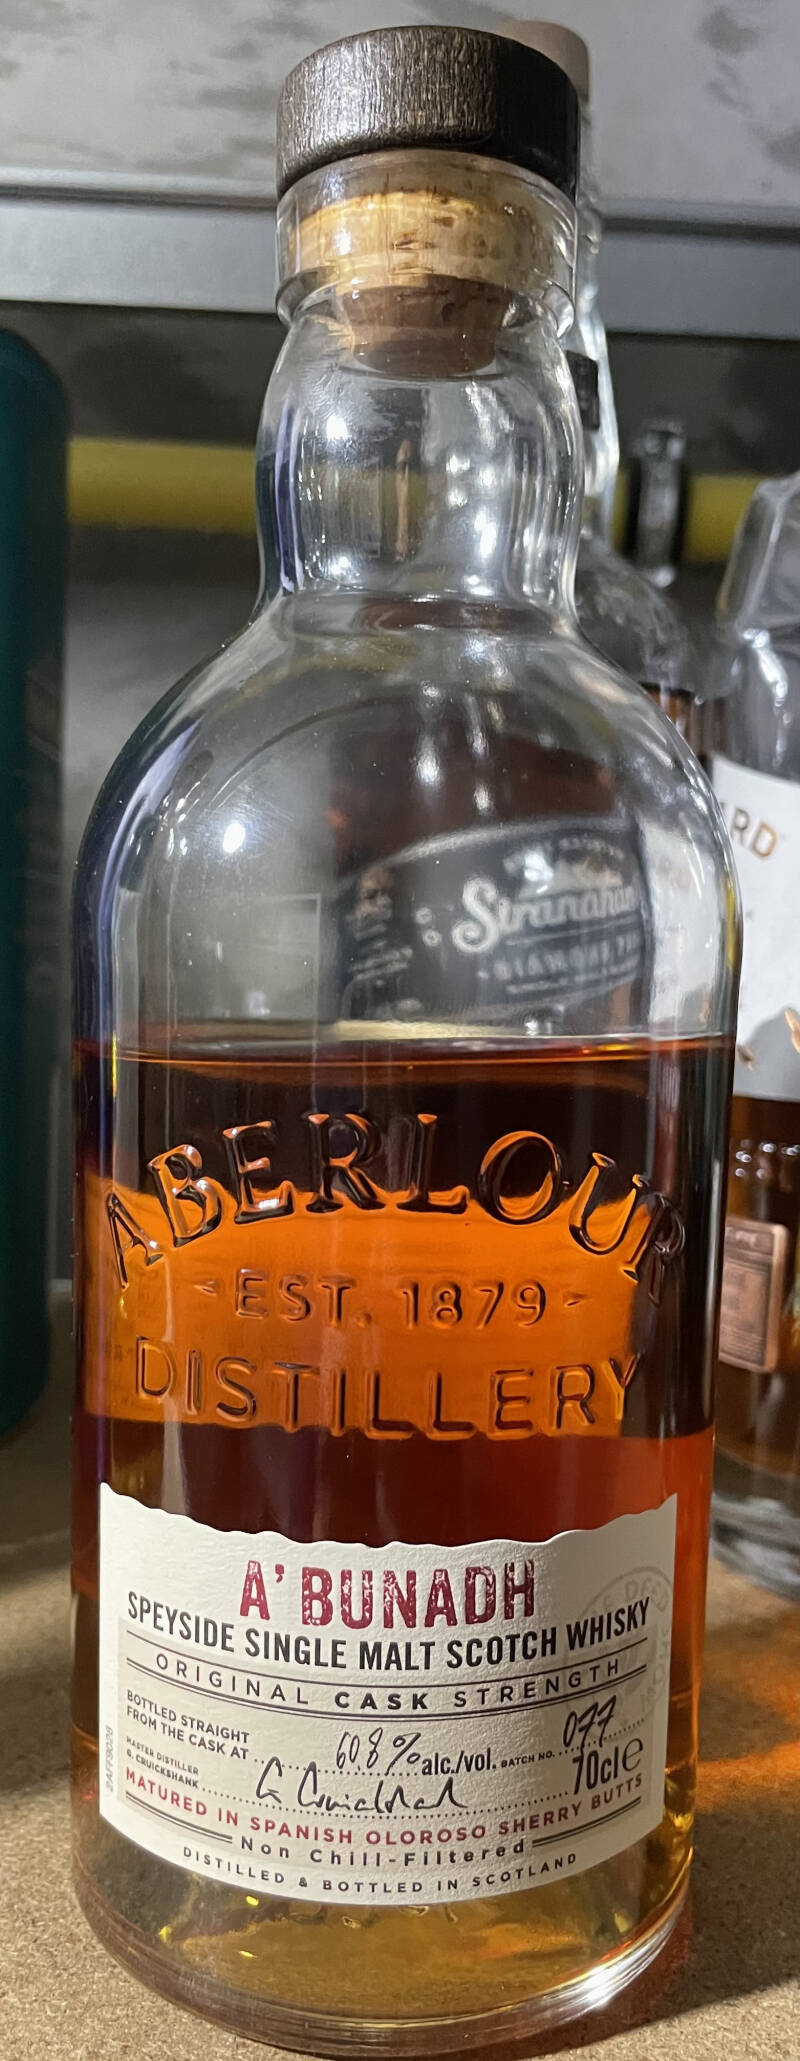 Stranahan
ARD
ABERLOUR
- EST. 1879 -
DISTILLERY
A'BUNADH
SPEYSIDE SINGLE MALT SCOTCH WHISKY
ORIGINAL CASK STRENGTH
BOTTLED STRAIGHT
FROM THE CASK AT 60.8% alc./vol. BATCH NO. 077
MASTER DISTILLER
G. CRUICKSHANK G Cruickshank 70cl e
MATURED IN SPANISH OLOROSO SHERRY BUTTS
Non Chill-Filtered
DISTILLED & BOTTLED IN SCOTLAND